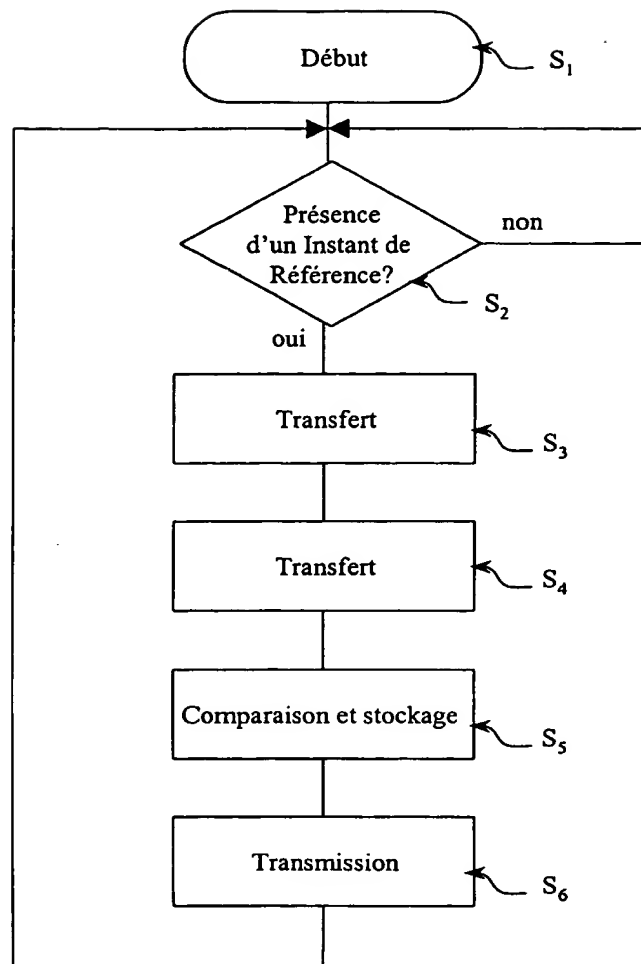 Début
S₁
Présence
d'un Instant de
Référence?
non
S₂
oui
Transfert
S₃
Transfert
S₄
Comparaison et stockage
S₅
Transmission
S₆